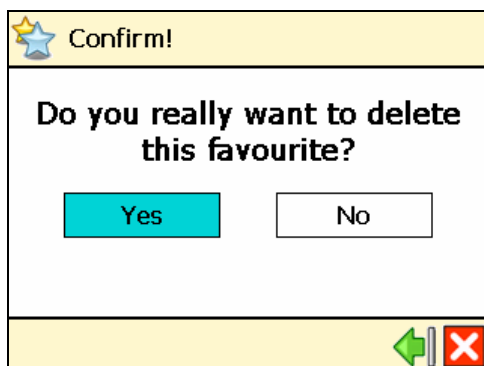 Confirm!
Do you really want to delete
this favourite?
Yes
No